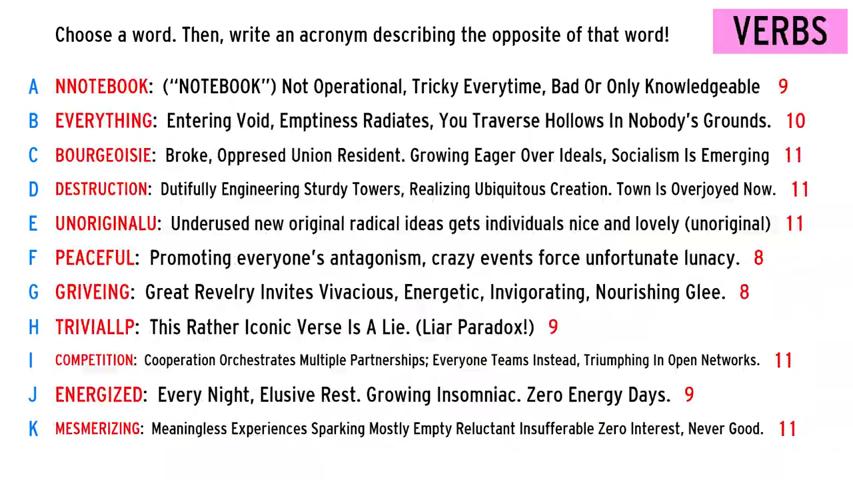 Choose a word. Then, write an acronym describing the opposite of that word!
VERBS
A NNOTEBOOK: (“NOTEBOOK”) Not Operational, Tricky Everytime, Bad Or Only Knowledgeable 9
B EVERYTHING: Entering Void, Emptiness Radiates, You Traverse Hollows In Nobody's Grounds. 10
C BOURGEOISIE: Broke, Oppresed Union Resident. Growing Eager Over Ideals, Socialism Is Emerging 11
D DESTRUCTION: Dutifully Engineering Sturdy Towers, Realizing Ubiquitous Creation. Town Is Overjoyed Now. 11
E UNORIGINALU: Underused new original radical ideas gets individuals nice and lovely (unoriginal) 11
F PEACEFUL: Promoting everyone's antagonism, crazy events force unfortunate lunacy. 8
G GRIVEING: Great Revelry Invites Vivacious, Energetic, Invigorating, Nourishing Glee. 8
H TRIVIALLP: This Rather Iconic Verse Is A Lie. (Liar Paradox!) 9
I COMPETITION: Cooperation Orchestrates Multiple Partnerships; Everyone Teams Instead, Triumphing In Open Networks. 11
J ENERGIZED: Every Night, Elusive Rest. Growing Insomniac. Zero Energy Days. 9
K MESMERIZING: Meaningless Experiences Sparking Mostly Empty Reluctant Insufferable Zero Interest, Never Good. 11